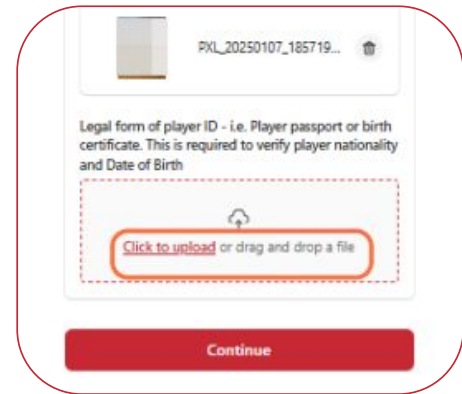 PXL_20250107_185719...
Legal form of player ID - i.e. Player passport or birth
certificate. This is required to verify player nationality
and Date of Birth
Click to upload or drag and drop a file
Continue